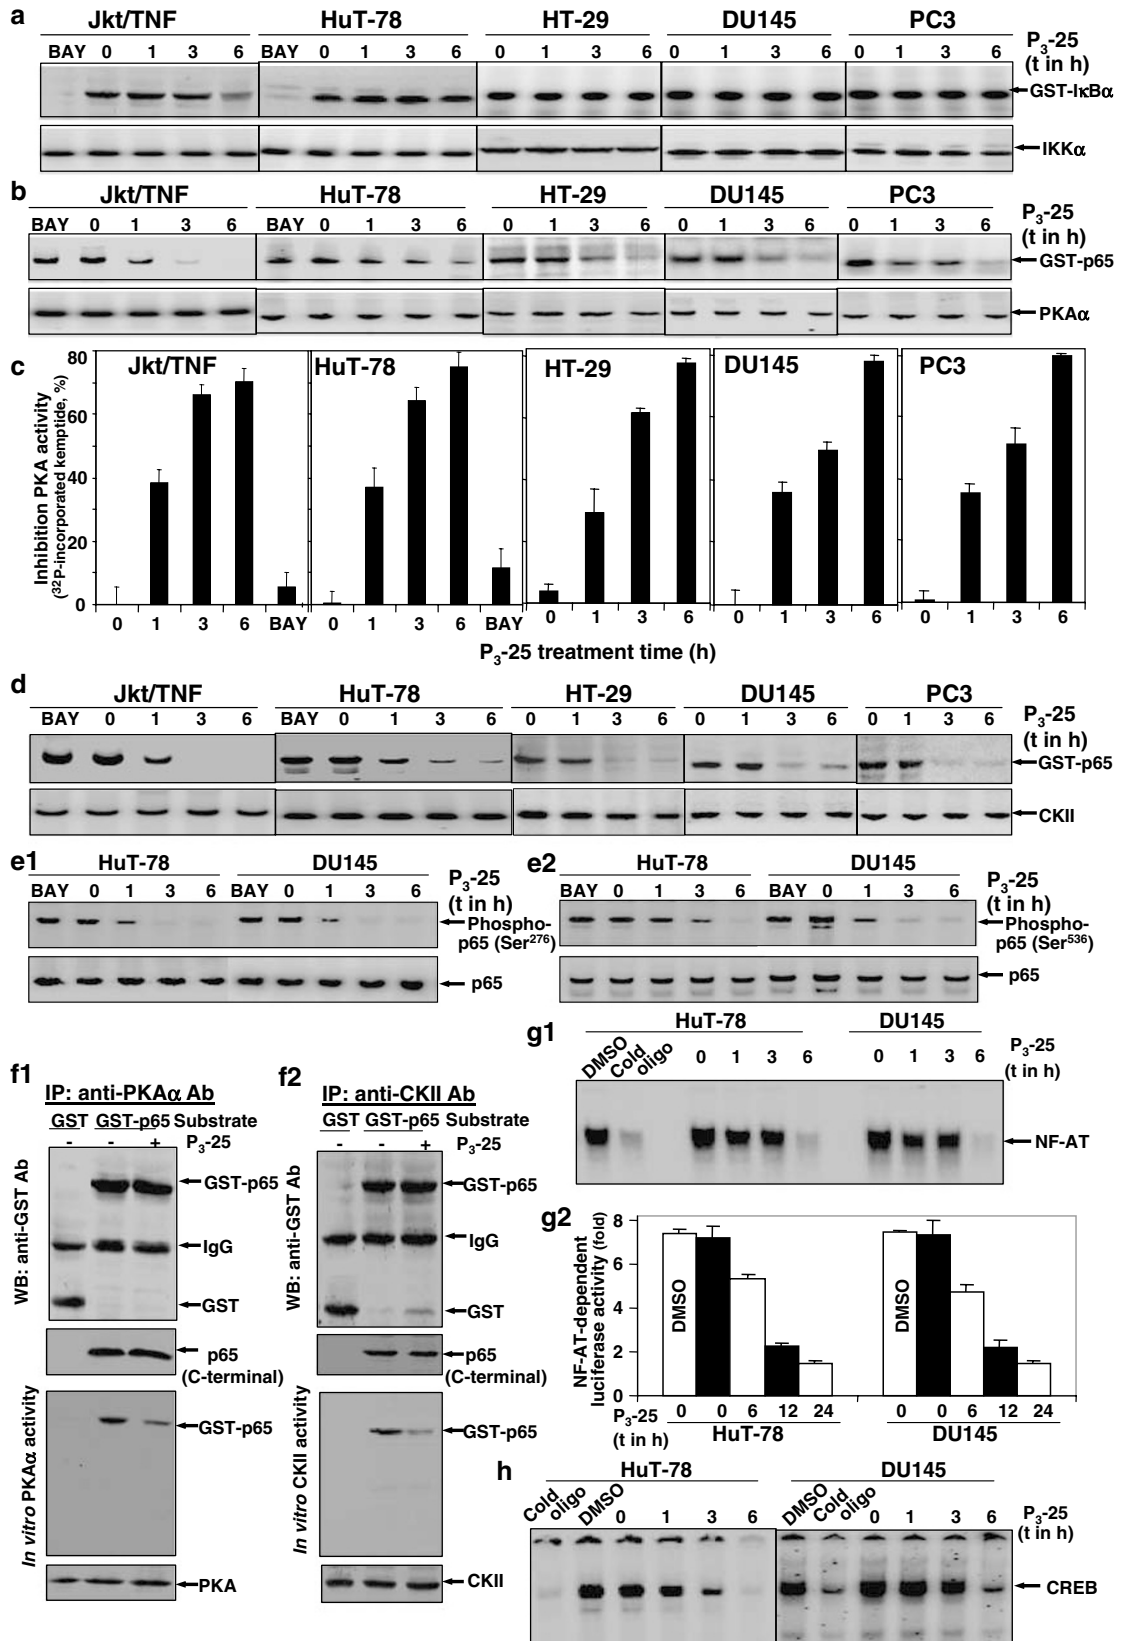 a
Jkt/TNF HuT-78 HT-29 DU145 PC3
BAY 0 1 3 6 BAY 0 1 3 6 0 1 3 6 0 1 3 6 0 1 3 6
P3-25
(t in h)
GST-IκBα
IKKα
b
Jkt/TNF HuT-78 HT-29 DU145 PC3
BAY 0 1 3 6 BAY 0 1 3 6 0 1 3 6 0 1 3 6 0 1 3 6
P3-25
(t in h)
GST-p65
PKAα
c
Inhibition PKA activity
(32P-incorporated kemptide, %)
80
60
40
20
0
Jkt/TNF HuT-78 HT-29 DU145 PC3
0 1 3 6 BAY 0 1 3 6 BAY 0 1 3 6 0 1 3 6 0 1 3 6
P3-25 treatment time (h)
d
Jkt/TNF HuT-78 HT-29 DU145 PC3
BAY 0 1 3 6 BAY 0 1 3 6 0 1 3 6 0 1 3 6 0 1 3 6
P3-25
(t in h)
GST-p65
CKII
e1
HuT-78 DU145
BAY 0 1 3 6 BAY 0 1 3 6
P3-25
(t in h)
Phospho-
p65 (Ser276)
p65
e2
HuT-78 DU145
BAY 0 1 3 6 BAY 0 1 3 6
P3-25
(t in h)
Phospho-
p65 (Ser536)
p65
f1
IP: anti-PKAα Ab
GST GST-p65 Substrate
- - + P3-25
WB: anti-GST Ab
GST-p65
IgG
GST
p65
(C-terminal)
In vitro PKAα activity
GST-p65
PKA
f2
IP: anti-CKII Ab
GST GST-p65 Substrate
- - + P3-25
WB: anti-GST Ab
GST-p65
IgG
GST
p65
(C-terminal)
In vitro CKII activity
GST-p65
CKII
g1
HuT-78 DU145
DMSO Cold oligo 0 1 3 6 0 1 3 6
P3-25
(t in h)
NF-AT
g2
NF-AT-dependent
luciferase activity (fold)
8
6
4
2
0
DMSO DMSO
P3-25
(t in h)
0 0 6 12 24 0 0 6 12 24
HuT-78 DU145
h
HuT-78 DU145
Cold oligo DMSO 0 1 3 6 DMSO Cold oligo 0 1 3 6
P3-25
(t in h)
CREB